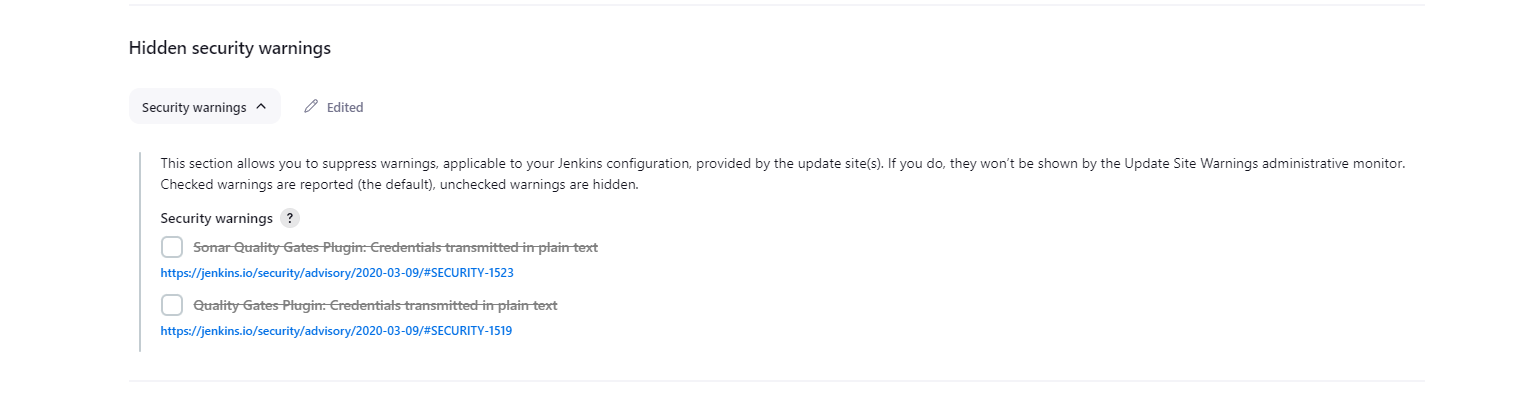 Hidden security warnings
Security warnings
Edited
This section allows you to suppress warnings, applicable to your Jenkins configuration, provided by the update site(s). If you do, they won't be shown by the Update Site Warnings administrative monitor.
Checked warnings are reported (the default), unchecked warnings are hidden.
Security warnings ?
Sonar Quality Gates Plugin: Credentials transmitted in plain text
https://jenkins.io/security/advisory/2020-03-09/#SECURITY-1523
Quality Gates Plugin: Credentials transmitted in plain text
https://jenkins.io/security/advisory/2020-03-09/#SECURITY-1519